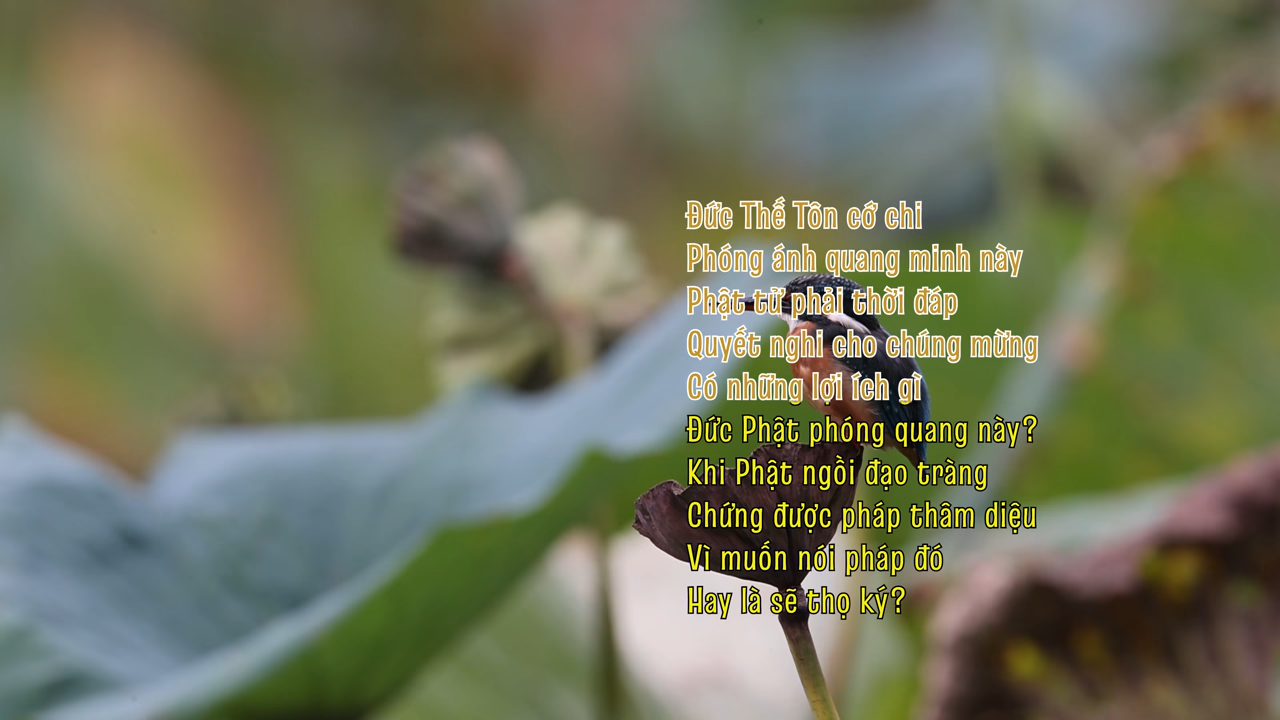 Đức Thế Tôn cớ chi
Phóng ánh quang minh này
Phật tử phải thời đáp
Quyết nghi cho chúng mừng
Có những lợi ích gì
Đức Phật phóng quang này?
Khi Phật ngồi đạo tràng
Chứng được pháp thâm diệu
Vì muốn nói pháp đó
Hay là sẽ thọ ký?